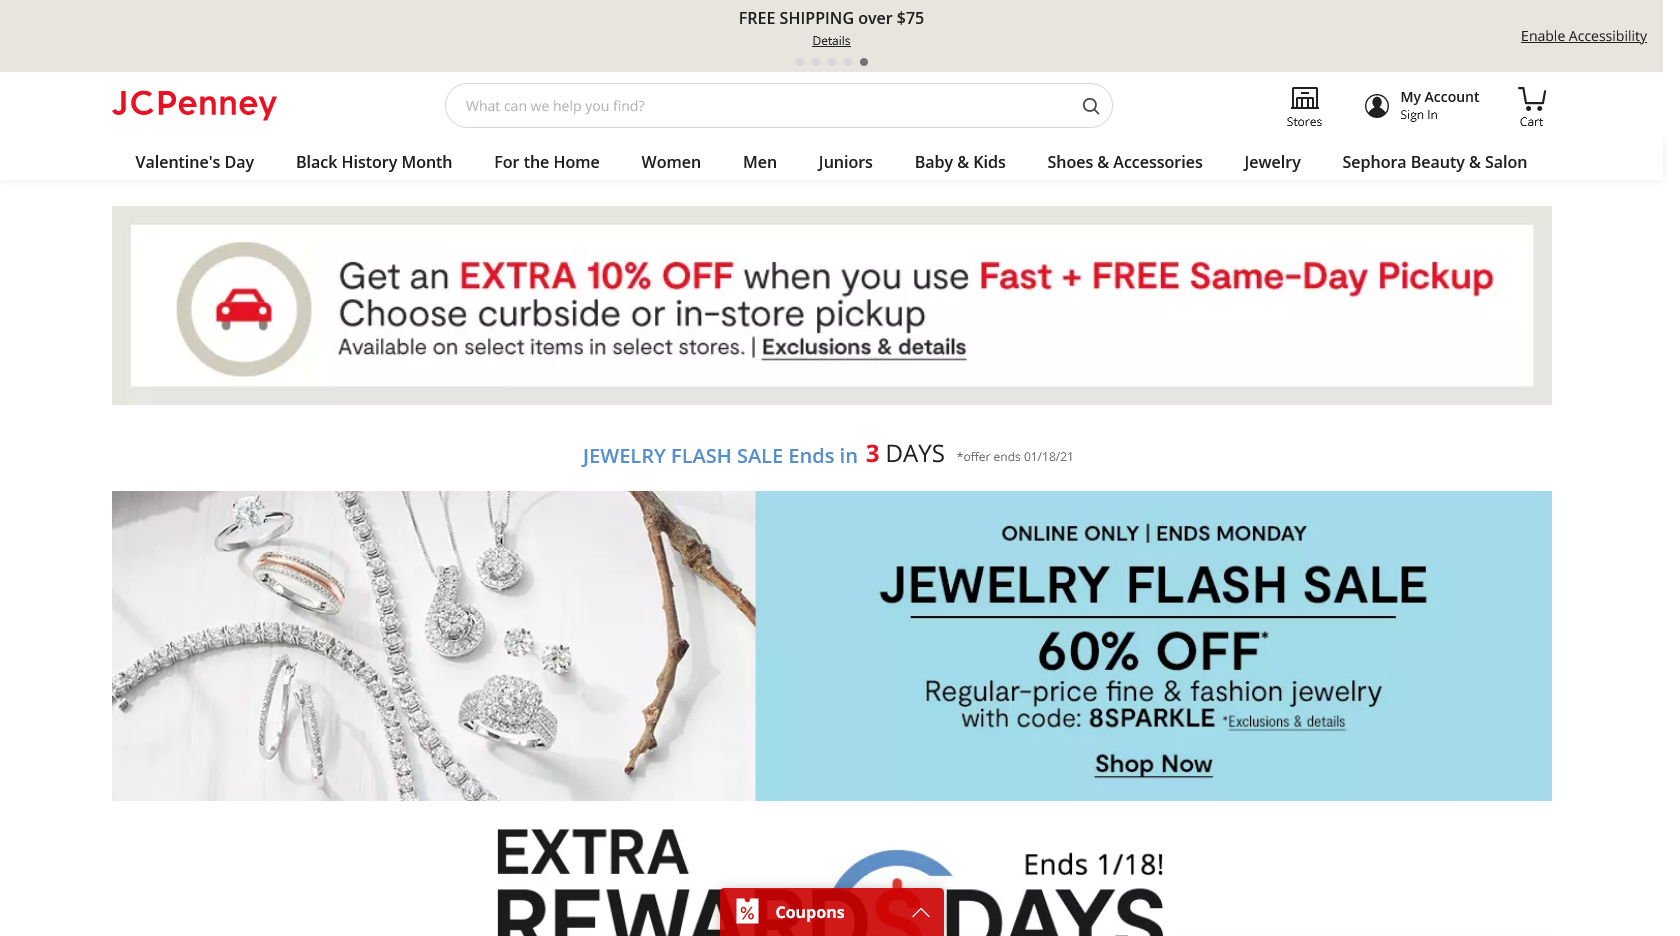 FREE SHIPPING over $75
Details
Enable Accessibility
JCPenney
What can we help you find?
Stores
My Account
Sign In
Cart
Valentine's Day
Black History Month
For the Home
Women
Men
Juniors
Baby & Kids
Shoes & Accessories
Jewelry
Sephora Beauty & Salon
Get an EXTRA 10% OFF when you use Fast + FREE Same-Day Pickup
Choose curbside or in-store pickup
Available on select items in select stores. | Exclusions & details
JEWELRY FLASH SALE Ends in 3 DAYS *offer ends 01/18/21
ONLINE ONLY | ENDS MONDAY
JEWELRY FLASH SALE
60% OFF*
Regular-price fine & fashion jewelry
with code: 8SPARKLE *Exclusions & details
Shop Now
EXTRA
Ends 1/18!
REWARDS DAYS
% Coupons